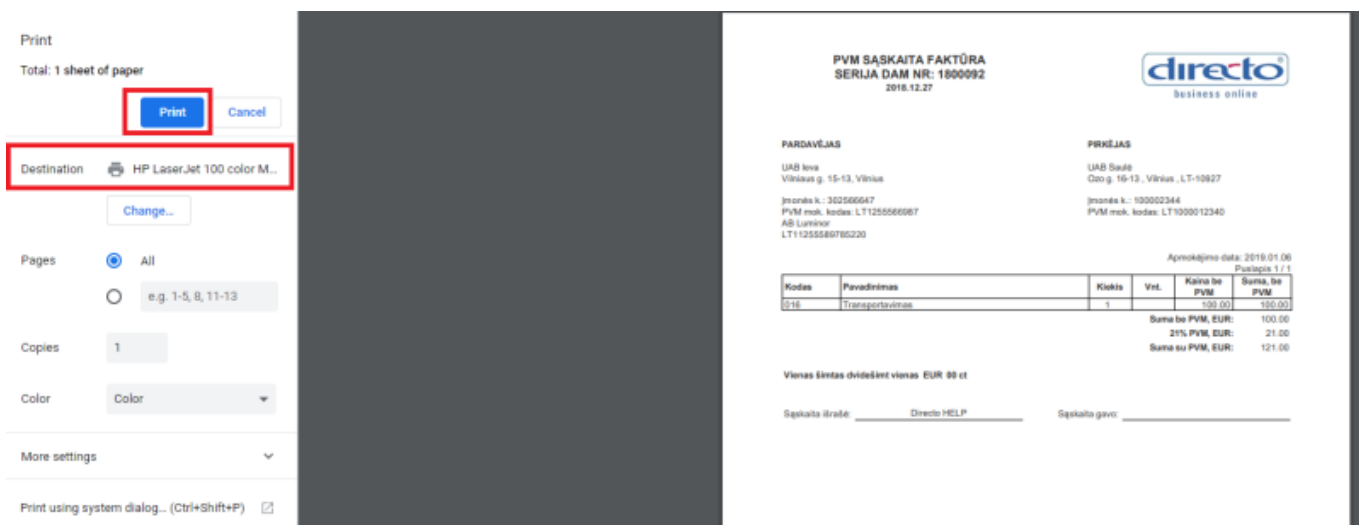 Print
Total: 1 sheet of paper
Print
Cancel
Destination
HP LaserJet 100 color M...
Change...
Pages
All
e.g. 1-5, 8, 11-13
Copies
1
Color
Color
More settings
Print using system dialog... (Ctrl+Shift+P)
PVM SĄSKAITA FAKTŪRA
SERIJA DAM NR: 1800092
2018.12.27
directo
business online
PARDAVĖJAS
UAB Ieva
Vilniaus g. 15-13, Vilnius
Įmonės k.: 302566647
PVM mok. kodas: LT1255566987
AB Luminor
LT11255589785220
PIRKĖJAS
UAB Saulė
Ozo g. 16-13 , Vilnius , LT-10927
Įmonės k.: 100002344
PVM mok. kodas: LT1000012340
Apmokėjimo data: 2019.01.06
Puslapis 1 / 1
Kodas Pavadinimas Kiekis Vnt. Kaina be PVM Suma, be PVM
016 Transportavimas 1 100.00 100.00
Suma be PVM, EUR: 100.00
21% PVM, EUR: 21.00
Suma su PVM, EUR: 121.00
Vienas šimtas dvidešimt vienas EUR 00 ct
Sąskaita išrašė: Directo HELP
Sąskaita gavo: